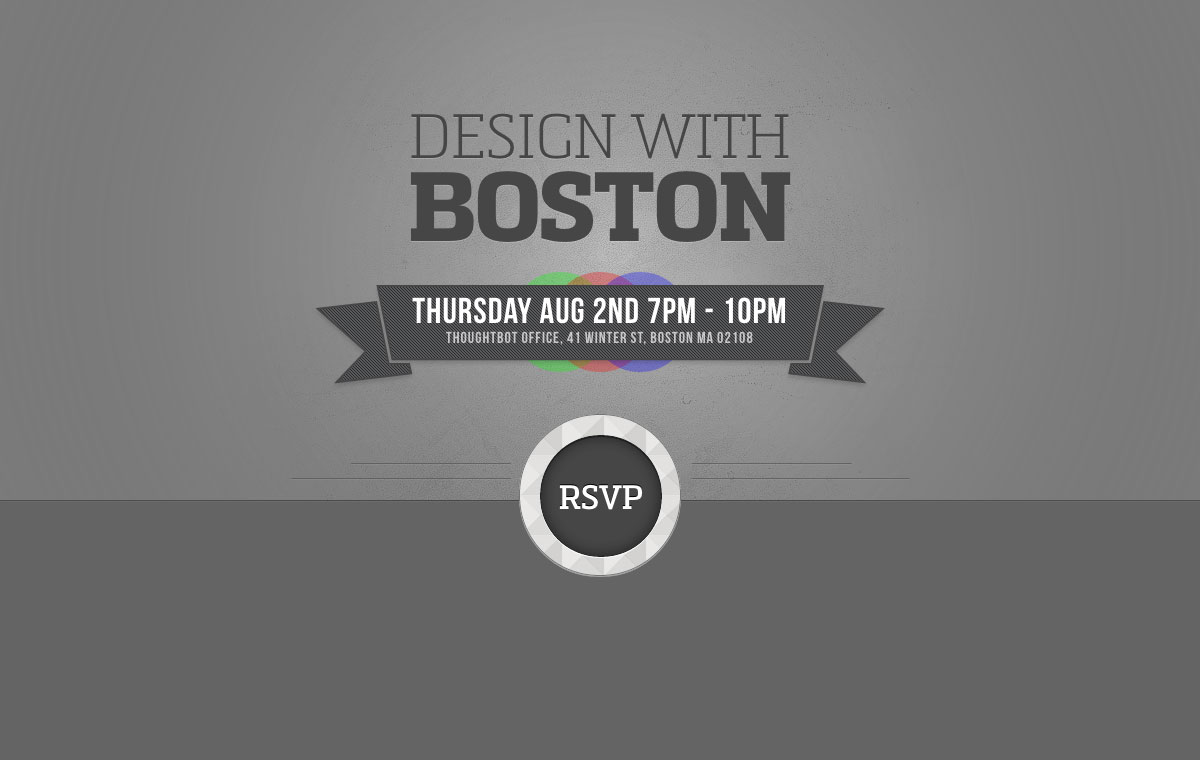 DESIGN WITH
BOSTON
THURSDAY AUG 2ND 7PM - 10PM
THOUGHTBOT OFFICE, 41 WINTER ST, BOSTON MA 02108
RSVP